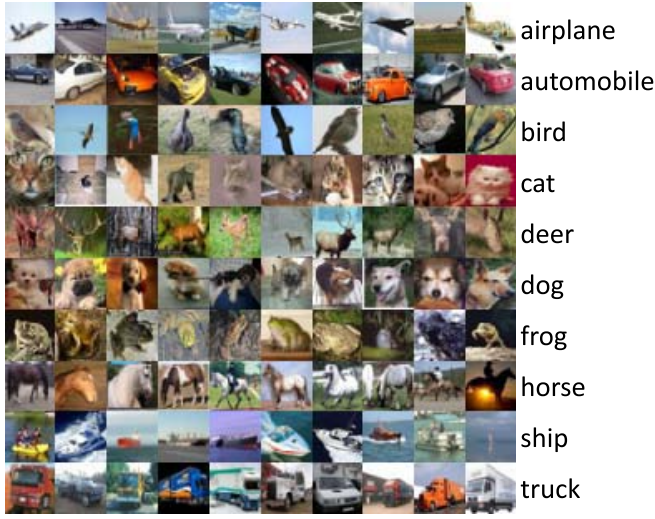 airplane
automobile
bird
cat
deer
dog
frog
horse
ship
truck